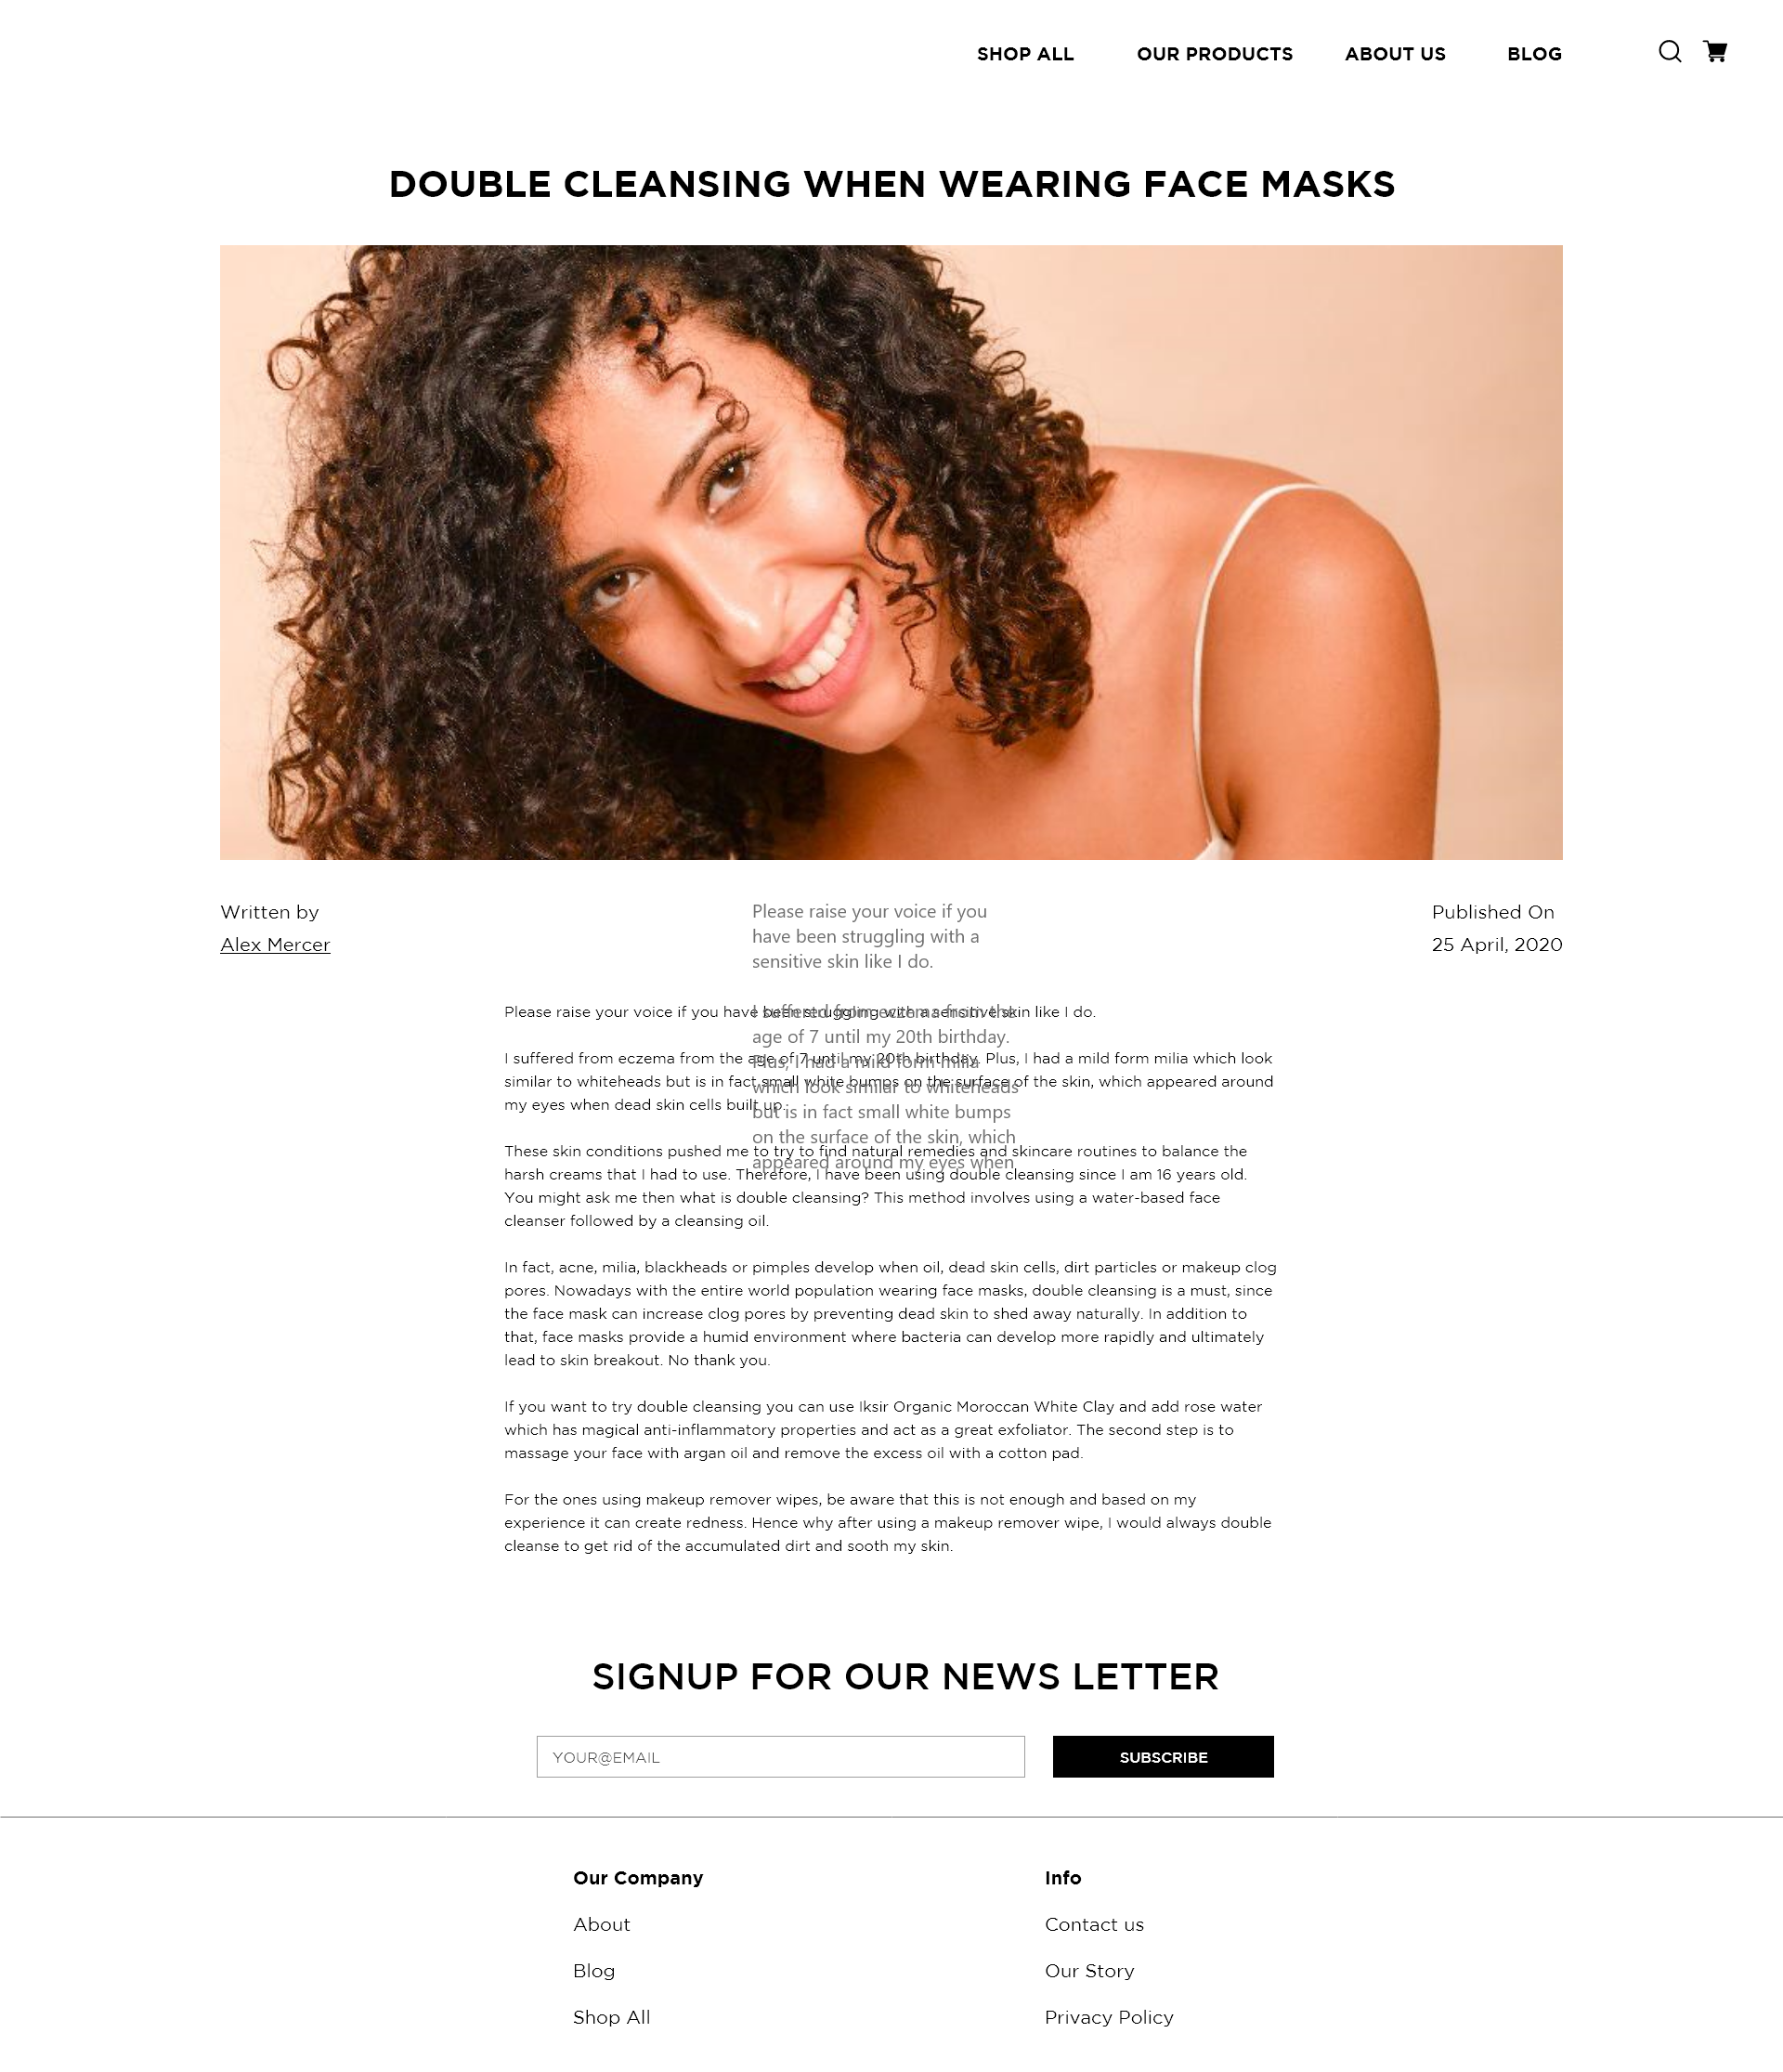 SHOP ALL OUR PRODUCTS ABOUT US BLOG
DOUBLE CLEANSING WHEN WEARING FACE MASKS
Written by
Alex Mercer
Please raise your voice if you
have been struggling with a
sensitive skin like I do.
Published On
25 April, 2020
I suffered from eczema from the
age of 7 until my 20th birthday.
Plus, I had a mild form milia
which look similar to whiteheads
but is in fact small white bumps
on the surface of the skin, which
appeared around my eyes when
Please raise your voice if you have been struggling with a sensitive skin like I do.
I suffered from eczema from the age of 7 until my 20th birthday. Plus, I had a mild form milia which look
similar to whiteheads but is in fact small white bumps on the surface of the skin, which appeared around
my eyes when dead skin cells built up.
These skin conditions pushed me to try to find natural remedies and skincare routines to balance the
harsh creams that I had to use. Therefore, I have been using double cleansing since I am 16 years old.
You might ask me then what is double cleansing? This method involves using a water-based face
cleanser followed by a cleansing oil.
In fact, acne, milia, blackheads or pimples develop when oil, dead skin cells, dirt particles or makeup clog
pores. Nowadays with the entire world population wearing face masks, double cleansing is a must, since
the face mask can increase clog pores by preventing dead skin to shed away naturally. In addition to
that, face masks provide a humid environment where bacteria can develop more rapidly and ultimately
lead to skin breakout. No thank you.
If you want to try double cleansing you can use Iksir Organic Moroccan White Clay and add rose water
which has magical anti-inflammatory properties and act as a great exfoliator. The second step is to
massage your face with argan oil and remove the excess oil with a cotton pad.
For the ones using makeup remover wipes, be aware that this is not enough and based on my
experience it can create redness. Hence why after using a makeup remover wipe, I would always double
cleanse to get rid of the accumulated dirt and sooth my skin.
SIGNUP FOR OUR NEWS LETTER
YOUR@EMAIL
SUBSCRIBE
Our Company
About
Blog
Shop All
Info
Contact us
Our Story
Privacy Policy